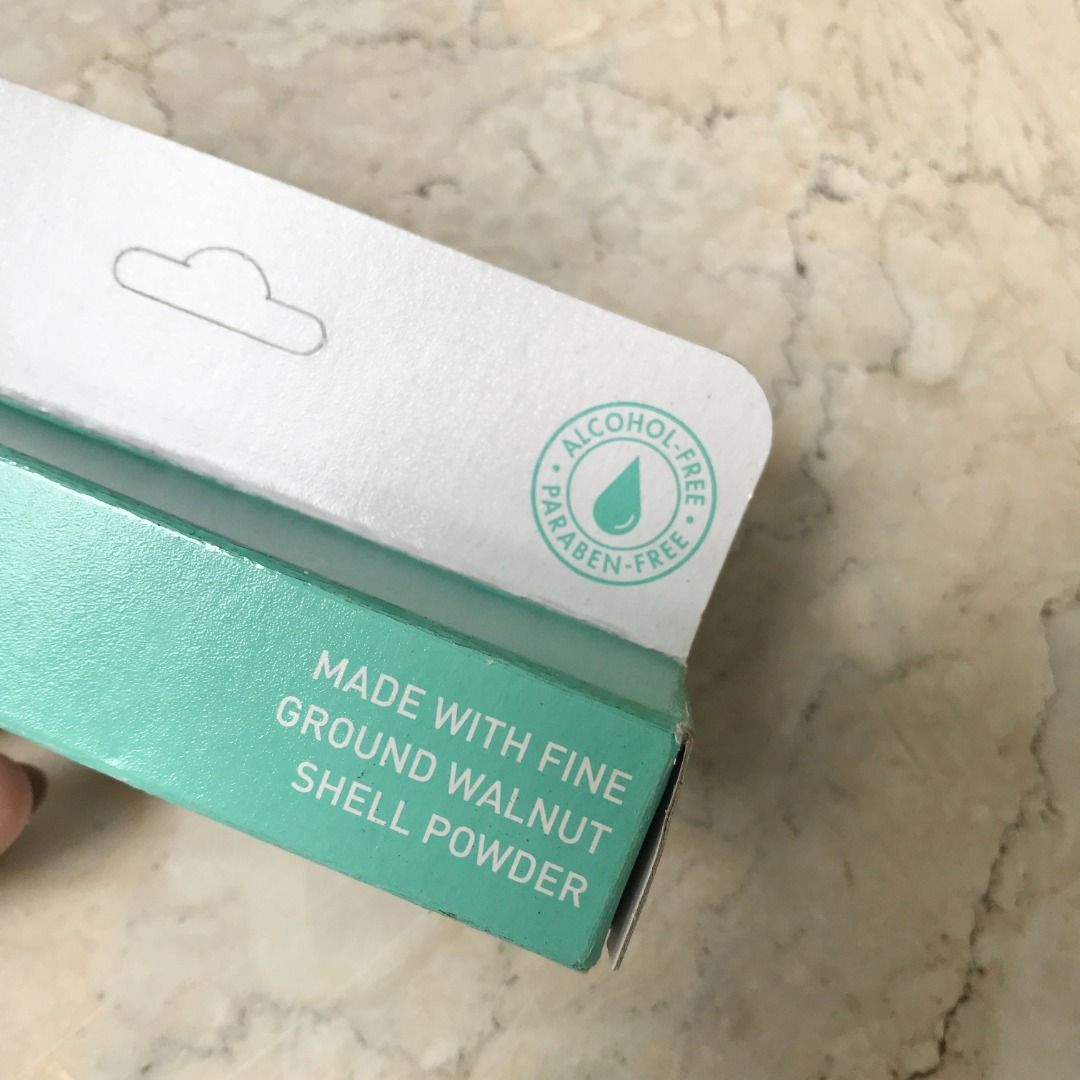 ALCOHOL-FREE
PARABEN-FREE
MADE WITH FINE
GROUND WALNUT
SHELL POWDER